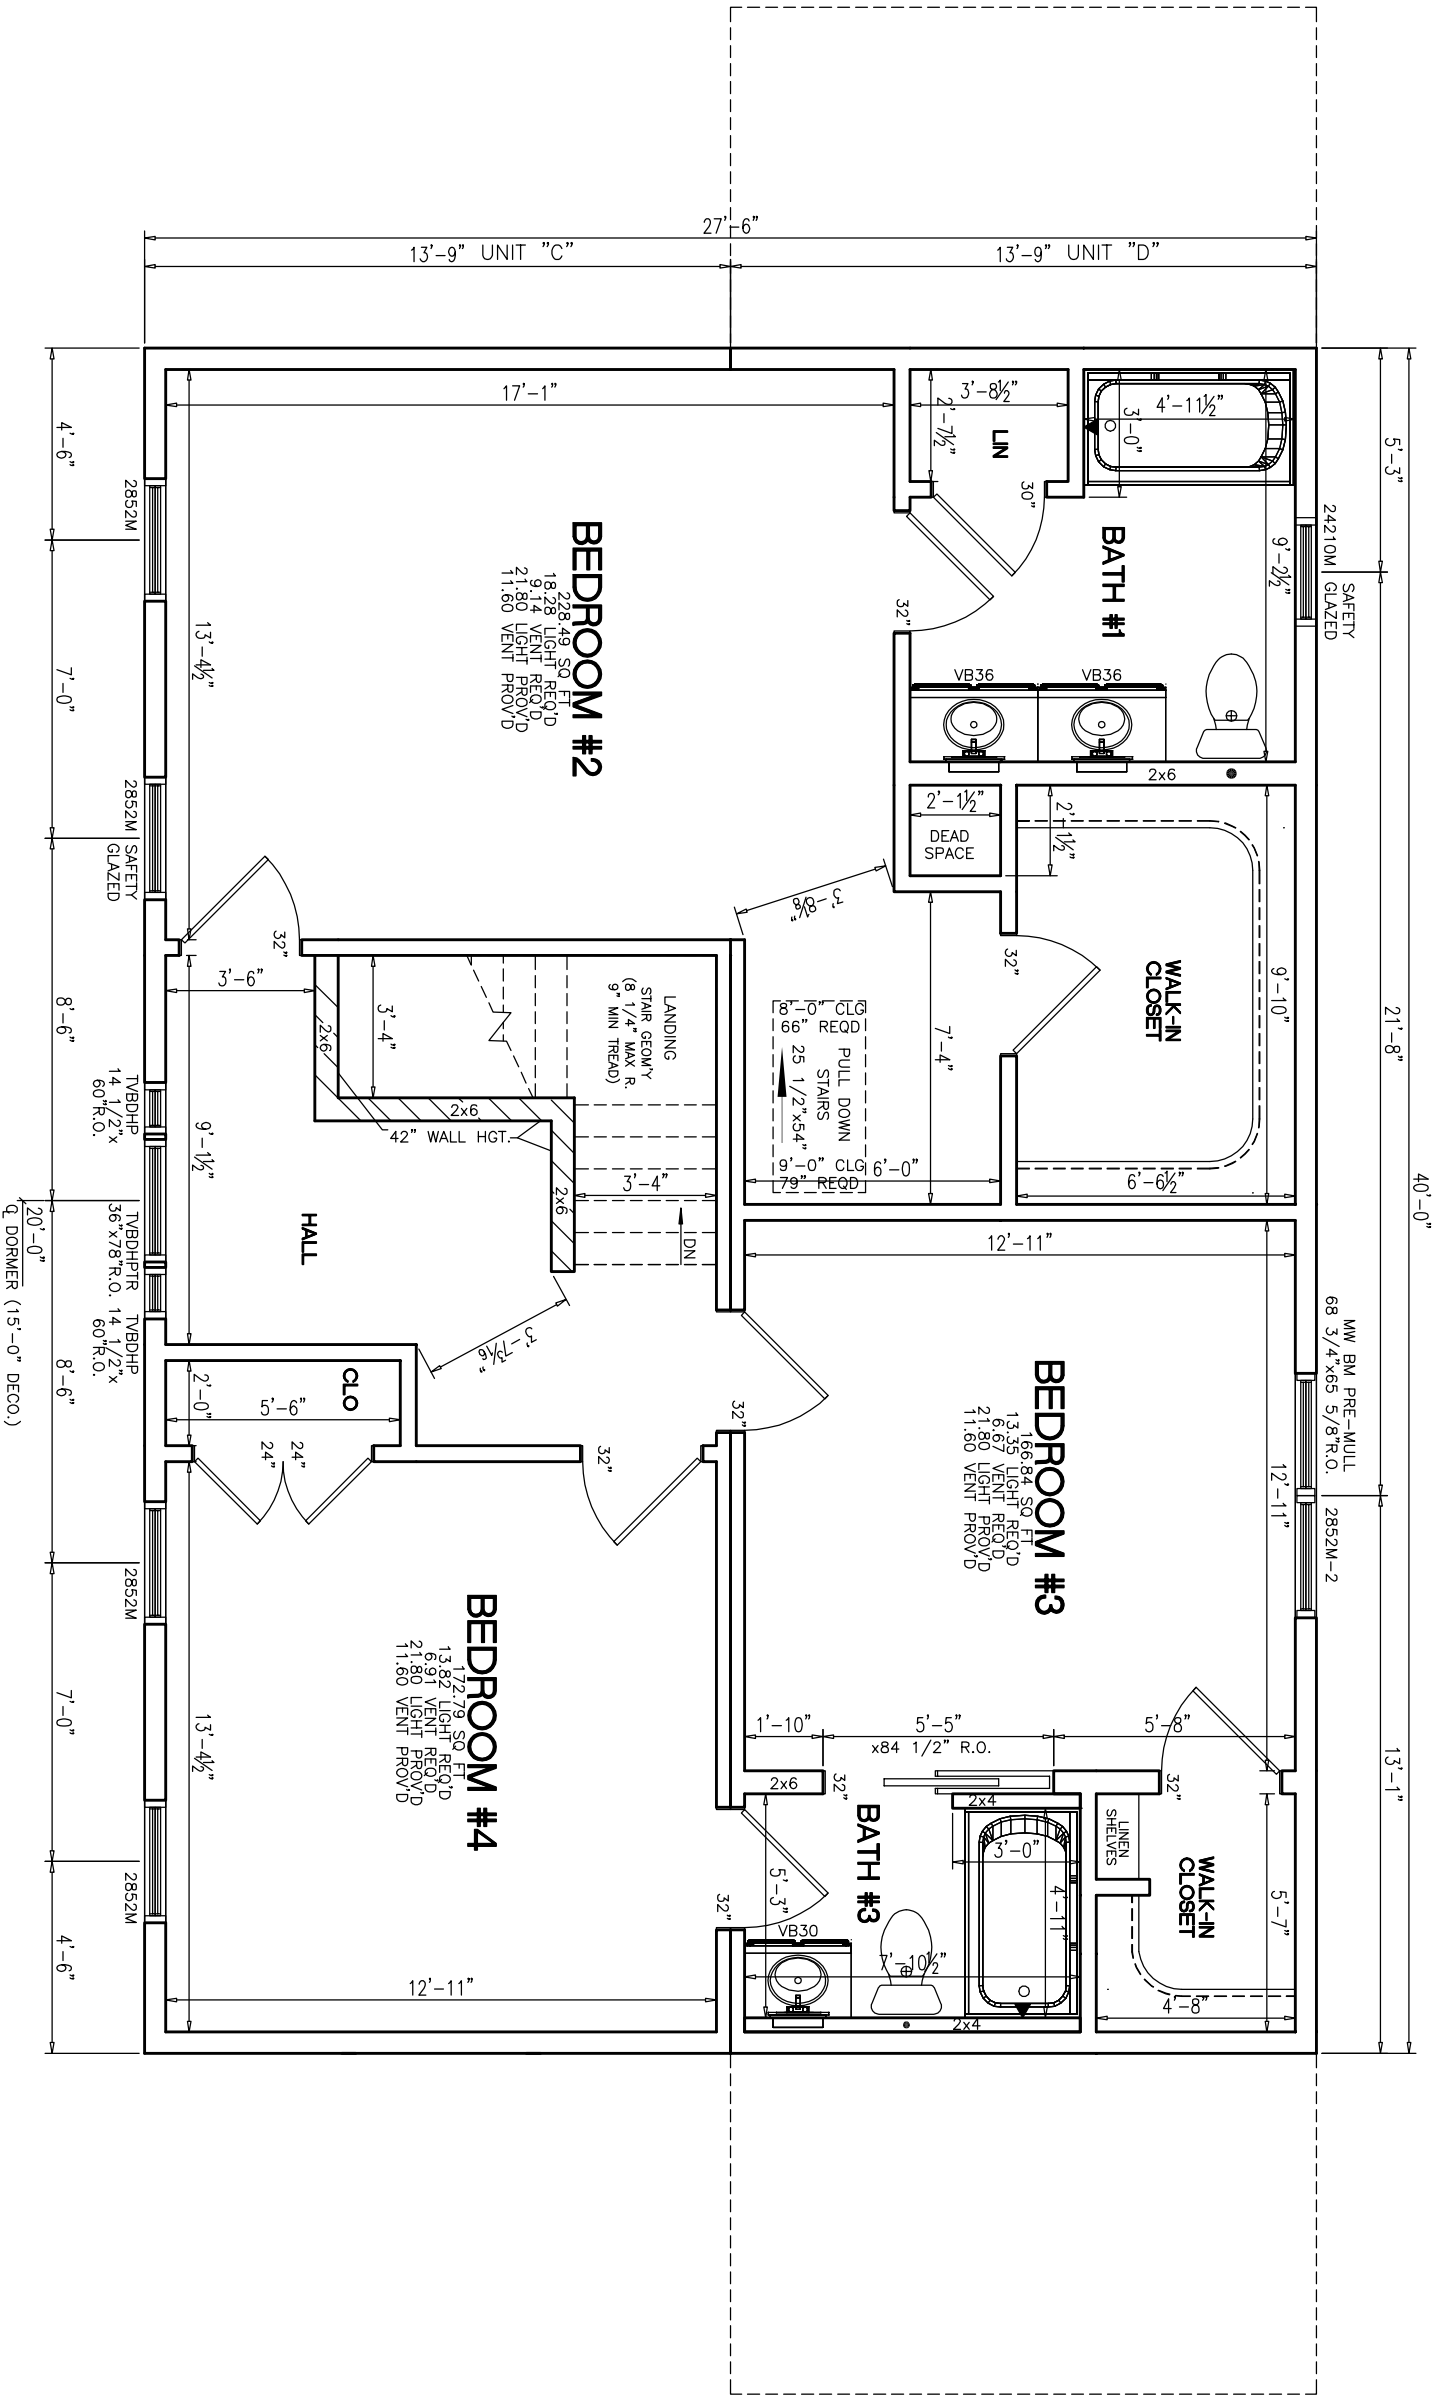 40'-0"
5'-3"
21'-8"
13'-1"
24210M
SAFETY
GLAZED
MW BM PRE-MULL
68 3/4"x65 5/8"R.O.
2852M-2
27'-6"
13'-9" UNIT "C"
13'-9" UNIT "D"
4'-11½"
3'-0"
9'-2½"
3'-8½"
2'-7½"
LIN
30"
BATH #1
32"
VB36
VB36
2x6
2'-1½"
2'-1½"
DEAD
SPACE
WALK-IN
CLOSET
9'-10"
6'-6½"
32"
7'-4"
6'-0"
3'-8⅛"
8'-0" CLG
66" REQD
PULL DOWN
STAIRS
25 1/2"x54"
9'-0" CLG
79" REQD
17'-1"
BEDROOM #2
228.49 SQ FT
18.28 LIGHT REQ'D
9.14 VENT REQ'D
21.80 LIGHT PROV'D
11.60 VENT PROV'D
13'-4½"
32"
LANDING
STAIR GEOM'Y
(8 1/4" MAX R.
9" MIN TREAD)
3'-4"
3'-6"
2x6
2x6
42" WALL HGT.
2x6
3'-4"
DN
HALL
9'-1½"
3'-7 3/16"
CLO
5'-6"
2'-0"
24"
24"
32"
12'-11"
BEDROOM #3
166.84 SQ FT
13.35 LIGHT REQ'D
6.67 VENT REQ'D
21.80 LIGHT PROV'D
11.60 VENT PROV'D
12'-11"
32"
1'-10"
5'-5"
x84 1/2" R.O.
5'-8"
2x6
32"
32"
2x4
LINEN
SHELVES
WALK-IN
CLOSET
5'-7"
4'-8"
BATH #3
3'-0"
4'-11"
5'-3"
7'-10½"
VB30
2x4
32"
BEDROOM #4
172.79 SQ FT
13.82 LIGHT REQ'D
6.91 VENT REQ'D
21.80 LIGHT PROV'D
11.60 VENT PROV'D
13'-4½"
12'-11"
2852M
2852M SAFETY
GLAZED
TVBDHP
14 1/2"x
60"R.O.
TVBDHPTR
36"x78"R.O.
TVBDHP
14 1/2"x
60"R.O.
2852M
2852M
4'-6"
7'-0"
8'-6"
8'-6"
7'-0"
4'-6"
20'-0"
DORMER (15'-0" DECO.)